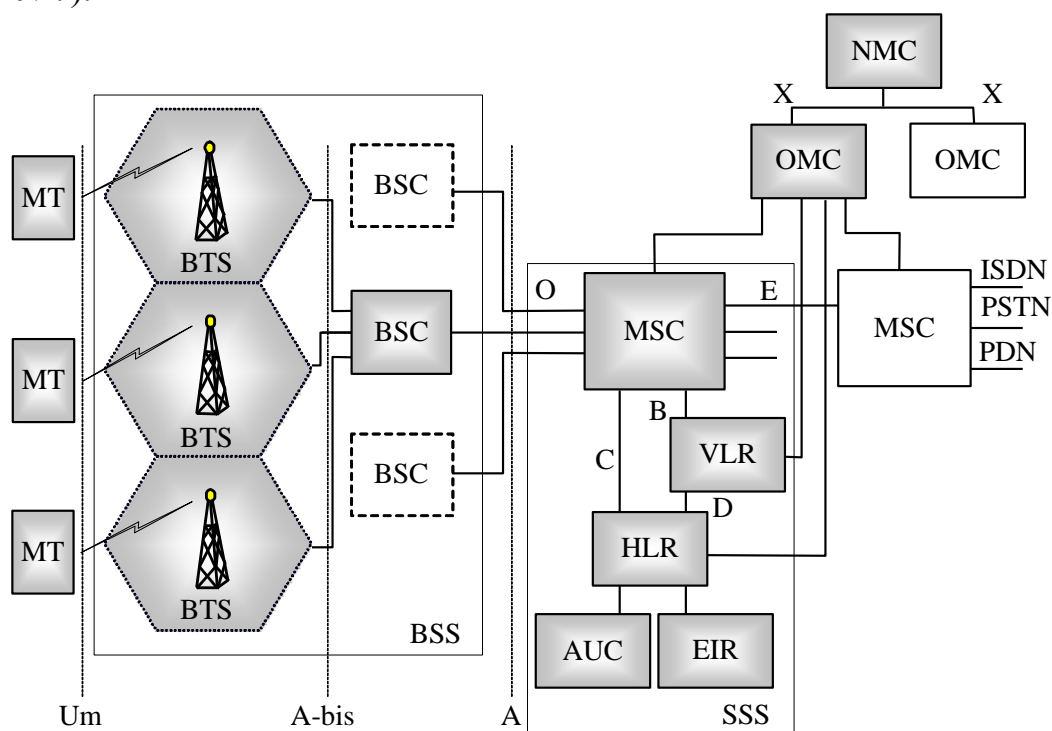 NMC
X
X
OMC
OMC
MT
BTS
BSC
ISDN
PSTN
PDN
O
MSC
E
MSC
MT
BTS
BSC
B
VLR
C
D
BSC
MT
BTS
HLR
AUC
EIR
BSS
SSS
Um
A-bis
A